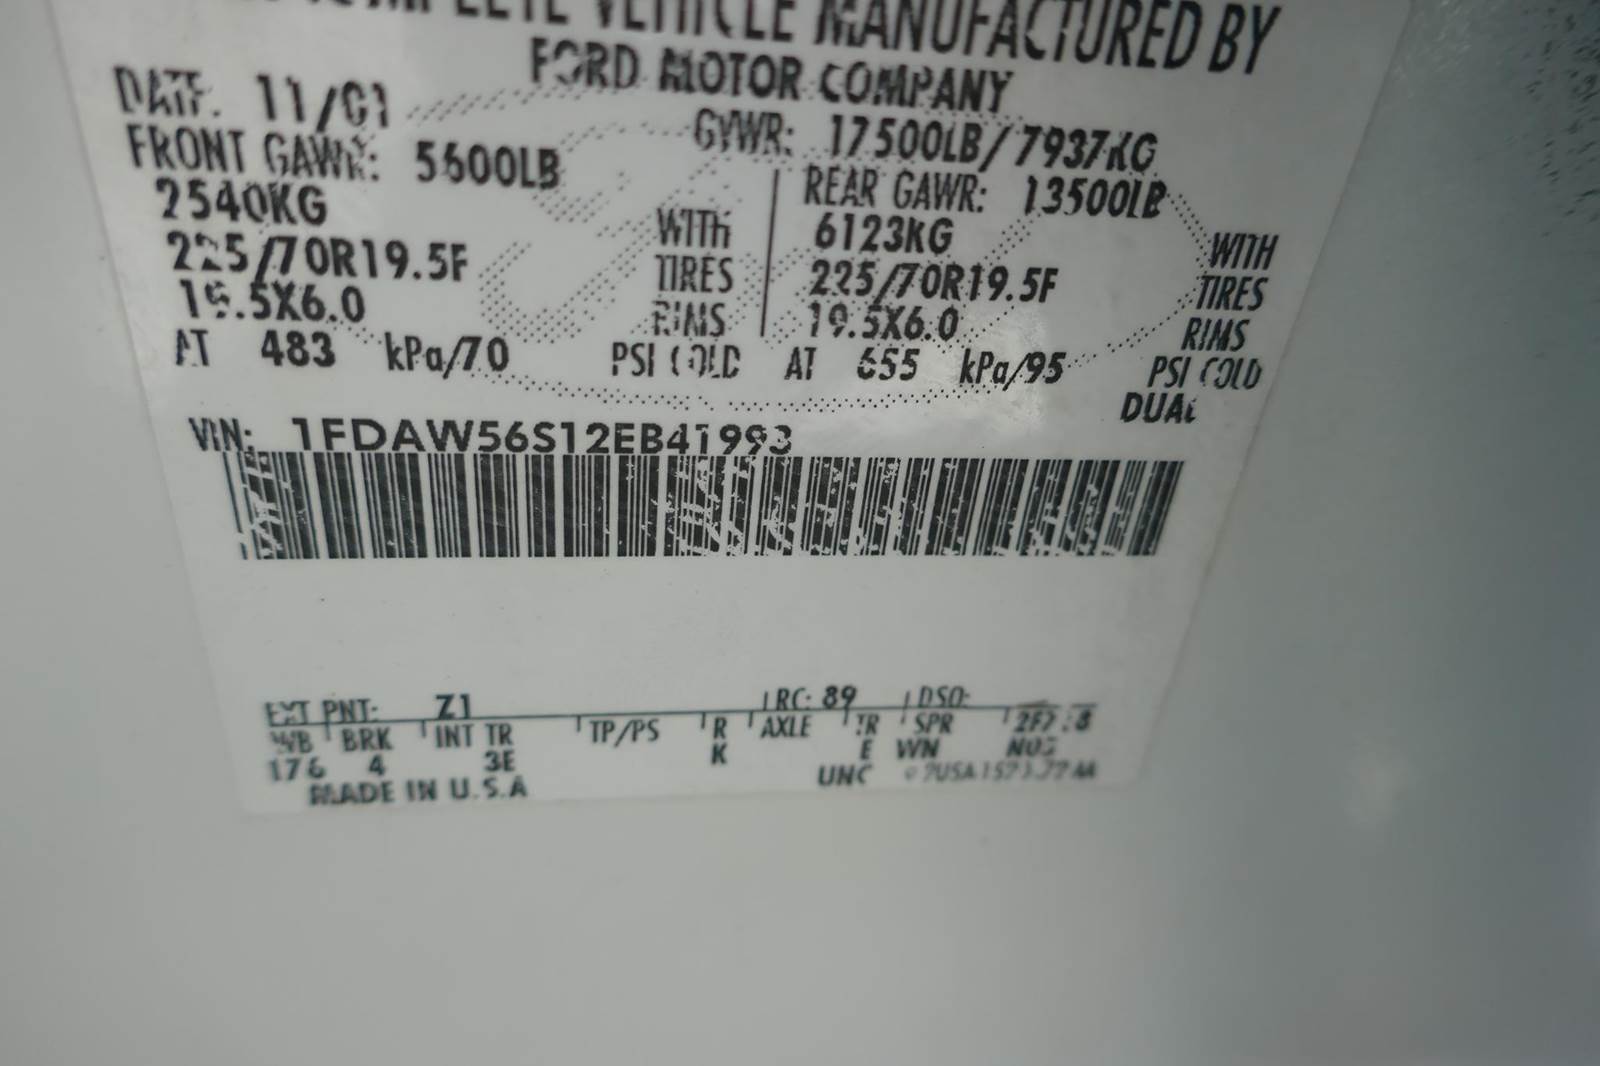 COMPLETE VEHICLE MANUFACTURED BY
FORD MOTOR COMPANY
DATE: 11/01 GVWR: 17500LB/7937KG
FRONT GAWR: 5600LB REAR GAWR: 13500LB
2540KG WITH 6123KG WITH
225/70R19.5F TIRES 225/70R19.5F TIRES
19.5X6.0 RIMS 19.5X6.0 RIMS
AT 483 kPa/70 PSI COLD AT 655 kPa/95 PSI COLD
DUAL
VIN: 1FDAW56S12EB41993
EXT PNT: Z1 RC: 89 DSO:
WB BRK INT TR TP/PS R AXLE TR SPR
176 4 3E K E WN
MADE IN U.S.A UNC